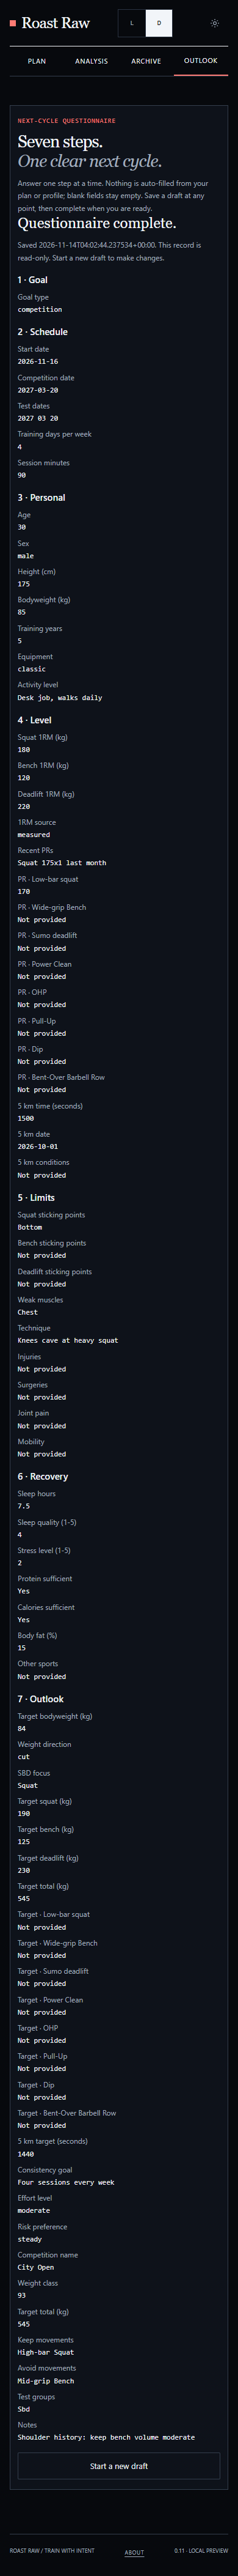 Roast Raw
L
D
PLAN
ANALYSIS
ARCHIVE
OUTLOOK
NEXT-CYCLE QUESTIONNAIRE
Seven steps.
One clear next cycle.
Answer one step at a time. Nothing is auto-filled from your
plan or profile; blank fields stay empty. Save a draft at any
point, then complete when you are ready.
Questionnaire complete.
Saved 2026-11-14T04:02:44.237534+00:00. This record is
read-only. Start a new draft to make changes.
1 · Goal
Goal type
competition
2 · Schedule
Start date
2026-11-16
Competition date
2027-03-20
Test dates
2027 03 20
Training days per week
4
Session minutes
90
3 · Personal
Age
30
Sex
male
Height (cm)
175
Bodyweight (kg)
85
Training years
5
Equipment
classic
Activity level
Desk job, walks daily
4 · Level
Squat 1RM (kg)
180
Bench 1RM (kg)
120
Deadlift 1RM (kg)
220
1RM source
measured
Recent PRs
Squat 175x1 last month
PR · Low-bar squat
170
PR · Wide-grip Bench
Not provided
PR · Sumo deadlift
Not provided
PR · Power Clean
Not provided
PR · OHP
Not provided
PR · Pull-Up
Not provided
PR · Dip
Not provided
PR · Bent-Over Barbell Row
Not provided
5 km time (seconds)
1500
5 km date
2026-10-01
5 km conditions
Not provided
5 · Limits
Squat sticking points
Bottom
Bench sticking points
Not provided
Deadlift sticking points
Not provided
Weak muscles
Chest
Technique
Knees cave at heavy squat
Injuries
Not provided
Surgeries
Not provided
Joint pain
Not provided
Mobility
Not provided
6 · Recovery
Sleep hours
7.5
Sleep quality (1-5)
4
Stress level (1-5)
2
Protein sufficient
Yes
Calories sufficient
Yes
Body fat (%)
15
Other sports
Not provided
7 · Outlook
Target bodyweight (kg)
84
Weight direction
cut
SBD focus
Squat
Target squat (kg)
190
Target bench (kg)
125
Target deadlift (kg)
230
Target total (kg)
545
Target · Low-bar squat
Not provided
Target · Wide-grip Bench
Not provided
Target · Sumo deadlift
Not provided
Target · Power Clean
Not provided
Target · OHP
Not provided
Target · Pull-Up
Not provided
Target · Dip
Not provided
Target · Bent-Over Barbell Row
Not provided
5 km target (seconds)
1440
Consistency goal
Four sessions every week
Effort level
moderate
Risk preference
steady
Competition name
City Open
Weight class
93
Target total (kg)
545
Keep movements
High-bar Squat
Avoid movements
Mid-grip Bench
Test groups
Sbd
Notes
Shoulder history: keep bench volume moderate
Start a new draft
ROAST RAW / TRAIN WITH INTENT
ABOUT
0.11 · LOCAL PREVIEW